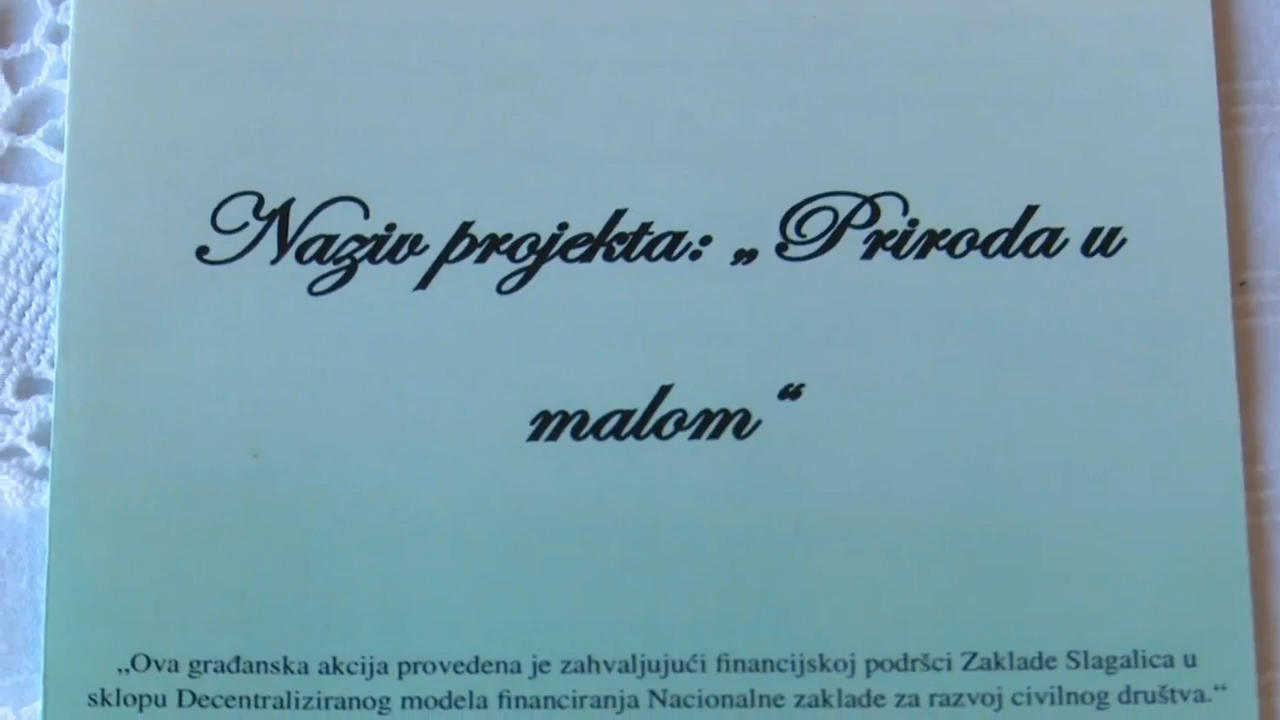 Naziv projekta: „Priroda u
malom“
„Ova građanska akcija provedena je zahvaljujući financijskoj podršci Zaklade Slagalica u
sklopu Decentraliziranog modela financiranja Nacionalne zaklade za razvoj civilnog društva.“